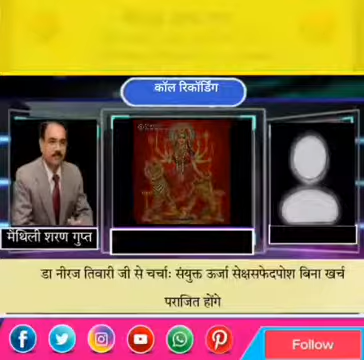 कॉल रिकॉर्डिंग
मेथिली शरण गुप्त
डा नीरज तिवारी जी से चर्चाः संयुक्त ऊर्जा सेक्षसफेदपोश बिना खर्च
पराजित होंगे
Follow